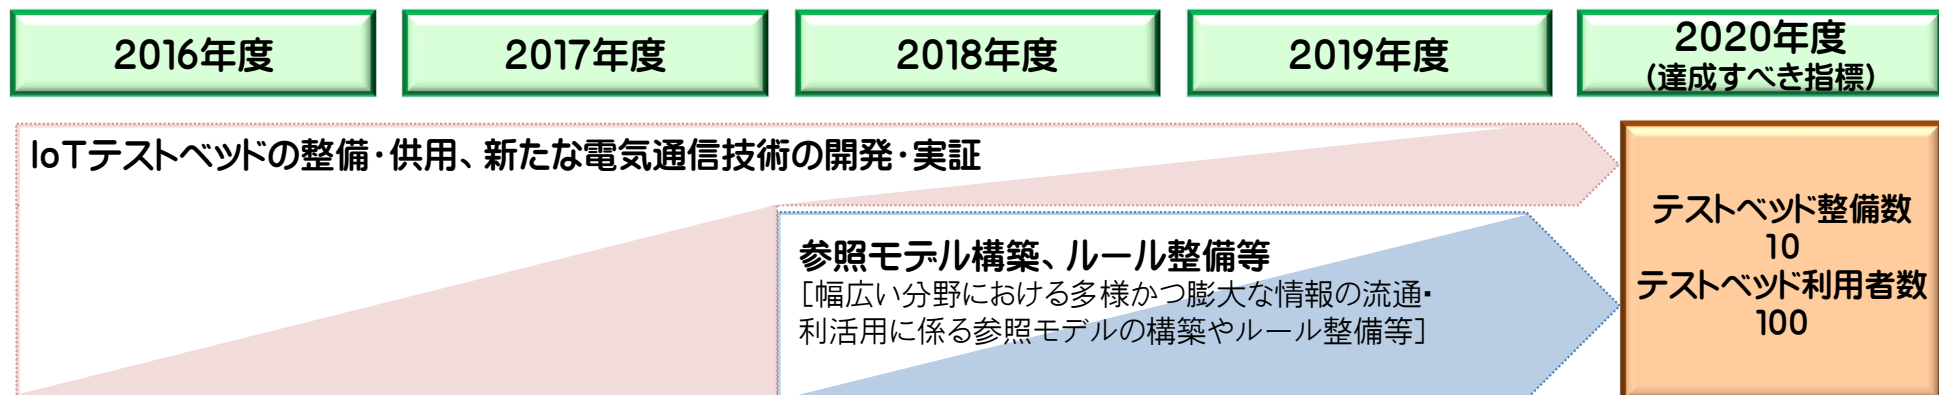 2016年度
2017年度
2018年度
2019年度
2020年度
(達成すべき指標)
IoTテストベッドの整備・供用、新たな電気通信技術の開発・実証
参照モデル構築、ルール整備等
[幅広い分野における多様かつ膨大な情報の流通・
利活用に係る参照モデルの構築やルール整備等]
テストベッド整備数
10
テストベッド利用者数
100